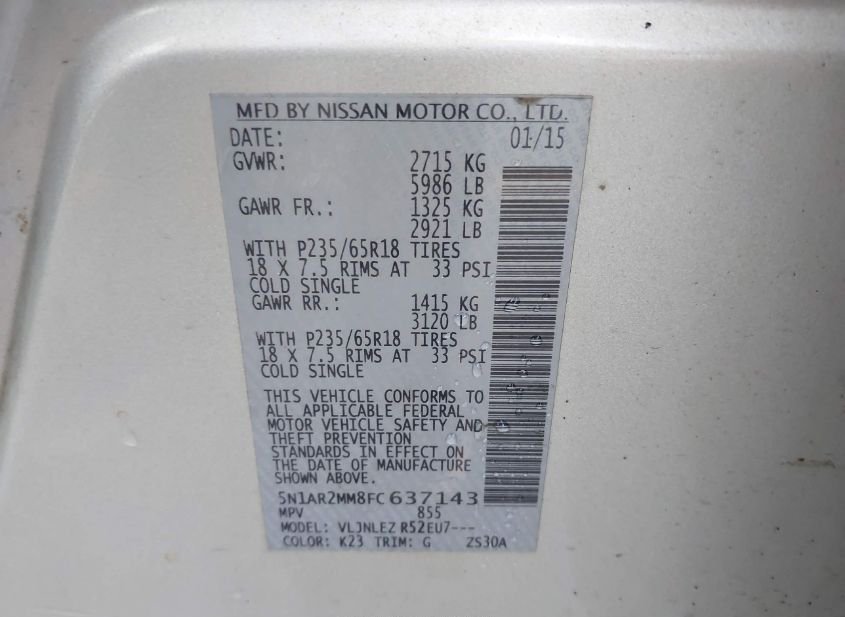 MFD BY NISSAN MOTOR CO., LTD.
DATE: 01/15
GVWR: 2715 KG
5986 LB
GAWR FR.: 1325 KG
2921 LB
WITH P235/65R18 TIRES
18 X 7.5 RIMS AT 33 PSI
COLD SINGLE
GAWR RR.: 1415 KG
3120 LB
WITH P235/65R18 TIRES
18 X 7.5 RIMS AT 33 PSI
COLD SINGLE
THIS VEHICLE CONFORMS TO
ALL APPLICABLE FEDERAL
MOTOR VEHICLE SAFETY AND
THEFT PREVENTION
STANDARDS IN EFFECT ON
THE DATE OF MANUFACTURE
SHOWN ABOVE.
5N1AR2MM8FC637143
MPV 855
MODEL: VLJNLEZ R52EU7---
COLOR: K23 TRIM: G ZS30A